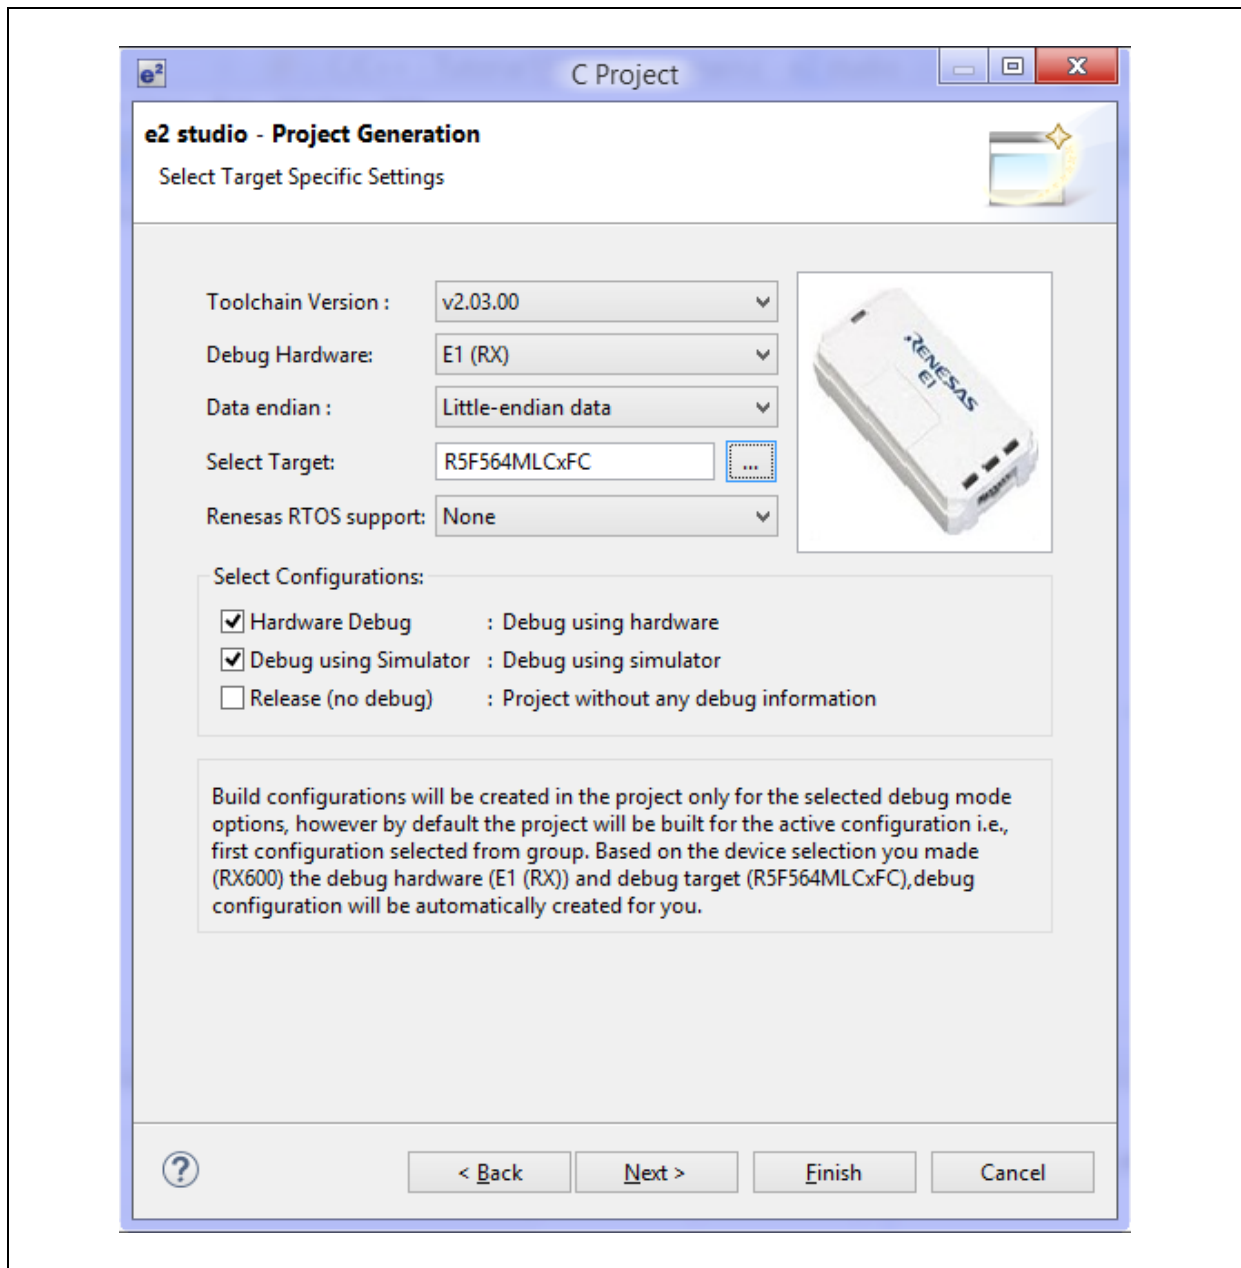 e²
C Project
e2 studio - Project Generation
Select Target Specific Settings
Toolchain Version :
v2.03.00
Debug Hardware:
E1 (RX)
Data endian :
Little-endian data
Select Target:
R5F564MLCxFC
...
Renesas RTOS support:
None
RENESAS
E1
Select Configurations:
Hardware Debug : Debug using hardware
Debug using Simulator : Debug using simulator
Release (no debug) : Project without any debug information
Build configurations will be created in the project only for the selected debug mode
options, however by default the project will be built for the active configuration i.e.,
first configuration selected from group. Based on the device selection you made
(RX600) the debug hardware (E1 (RX)) and debug target (R5F564MLCxFC),debug
configuration will be automatically created for you.
?
< Back
Next >
Finish
Cancel